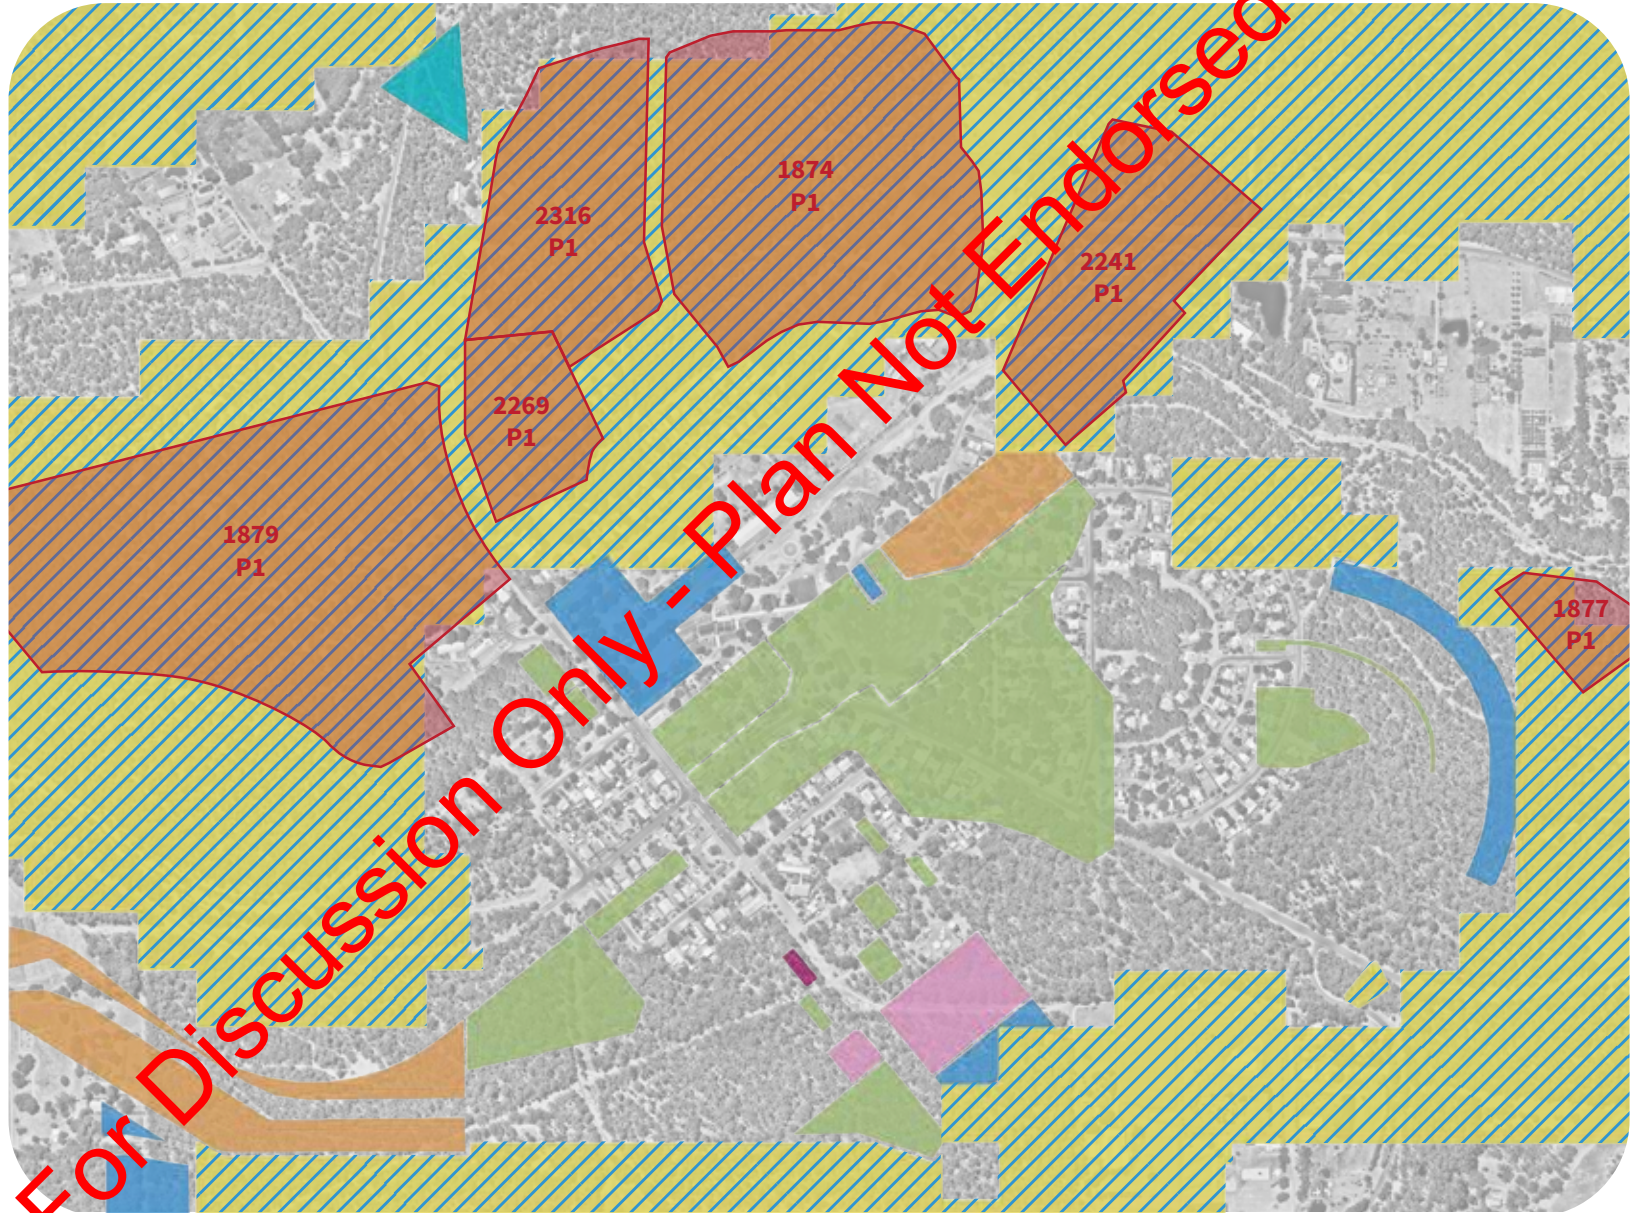 1874
P1
2316
P1
2241
P1
2269
P1
1879
P1
1877
P1
For Discussion Only - Plan Not Endorsed